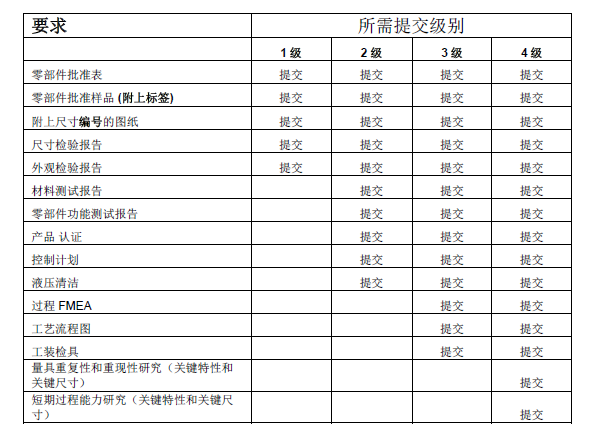 要求 所需提交级别
1 级 2 级 3 级 4 级
零部件批准表 提交 提交 提交 提交
零部件批准样品 (附上标签) 提交 提交 提交 提交
附上尺寸编号的图纸 提交 提交 提交 提交
尺寸检验报告 提交 提交 提交 提交
外观检验报告 提交 提交 提交 提交
材料测试报告 提交 提交 提交
零部件功能测试报告 提交 提交 提交
产品 认证 提交 提交 提交
控制计划 提交 提交 提交
液压清洁 提交 提交 提交
过程 FMEA 提交 提交
工艺流程图 提交 提交
工装检具 提交 提交
量具重复性和重现性研究（关键特性和
关键尺寸） 提交
短期过程能力研究（关键特性和关键尺
寸） 提交